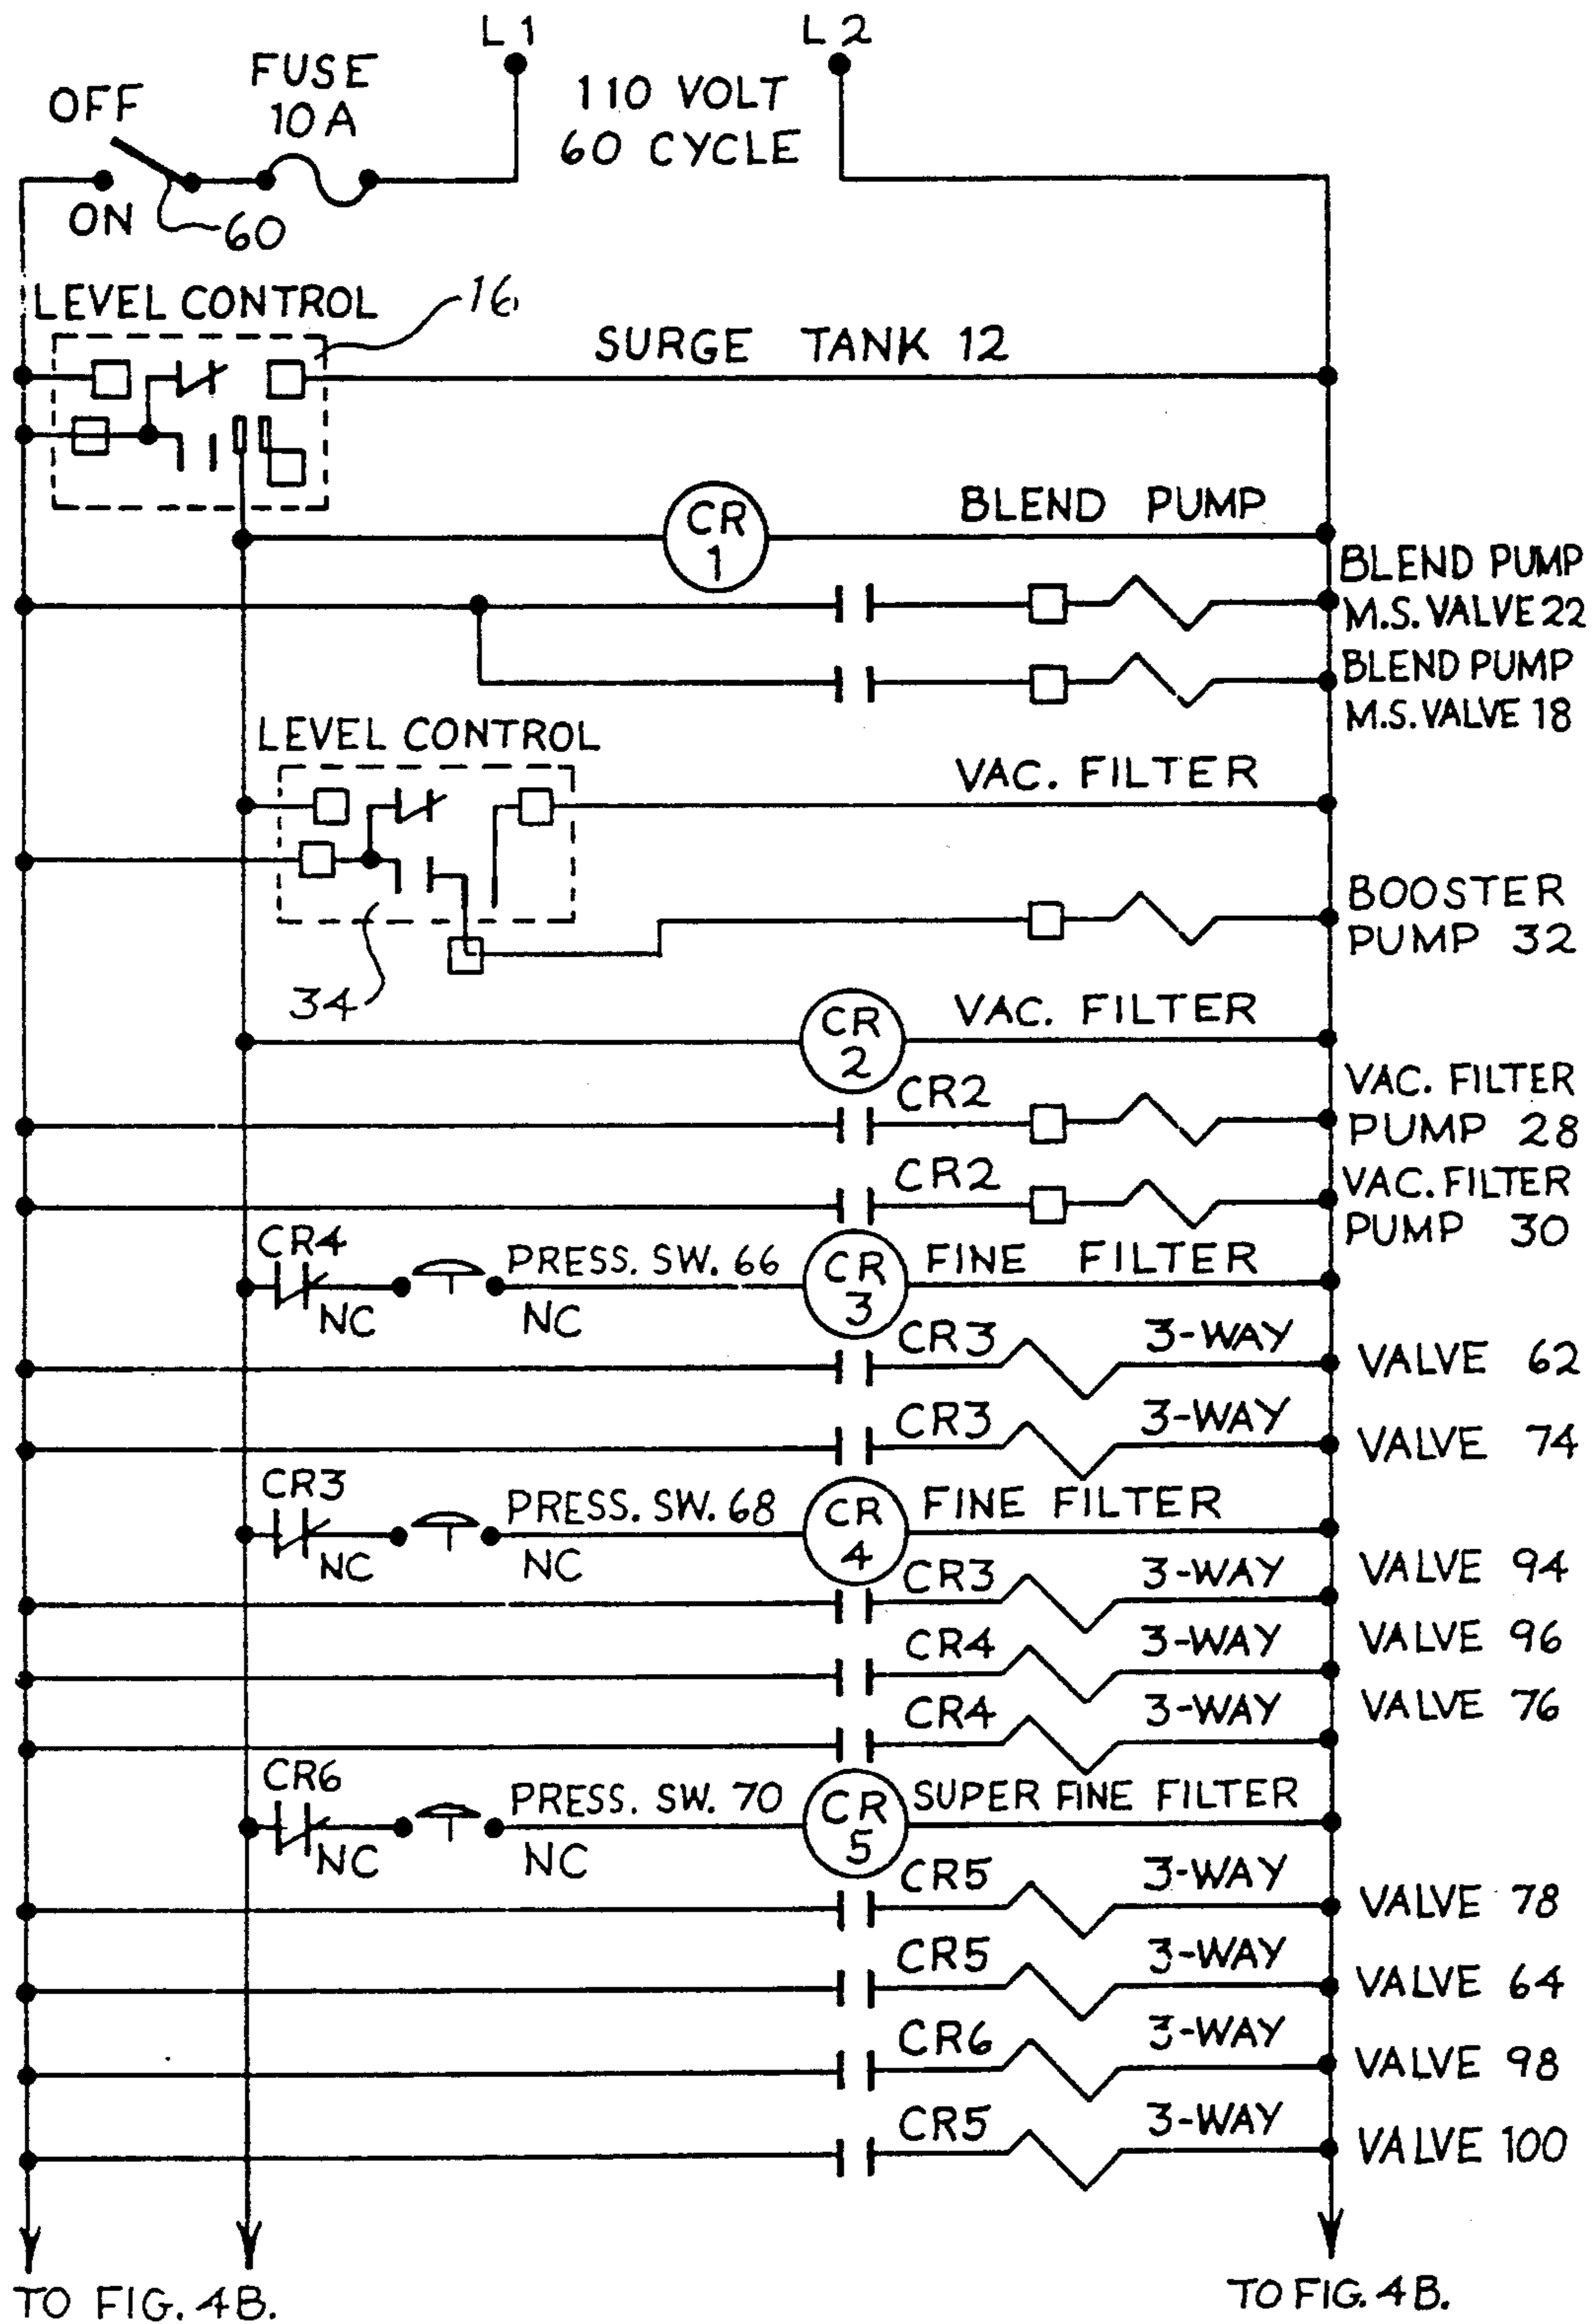 L1
L2
FUSE
10A
110 VOLT
60 CYCLE
OFF
ON
60
LEVEL CONTROL
16
SURGE TANK 12
CR
1
BLEND PUMP
BLEND PUMP
M.S. VALVE 22
BLEND PUMP
M.S. VALVE 18
LEVEL CONTROL
VAC. FILTER
34
BOOSTER
PUMP 32
CR
2
VAC. FILTER
CR2
VAC. FILTER
PUMP 28
CR2
VAC. FILTER
PUMP 30
CR4
NC
PRESS. SW. 66
NC
CR
3
FINE FILTER
CR3
3-WAY
VALVE 62
CR3
3-WAY
VALVE 74
CR3
NC
PRESS. SW. 68
NC
CR
4
FINE FILTER
CR3
3-WAY
VALVE 94
CR4
3-WAY
VALVE 96
CR4
3-WAY
VALVE 76
CR6
NC
PRESS. SW. 70
NC
CR
5
SUPER FINE FILTER
CR5
3-WAY
VALVE 78
CR5
3-WAY
VALVE 64
CR6
3-WAY
VALVE 98
CR5
3-WAY
VALVE 100
TO FIG. 4B.
TO FIG. 4B.